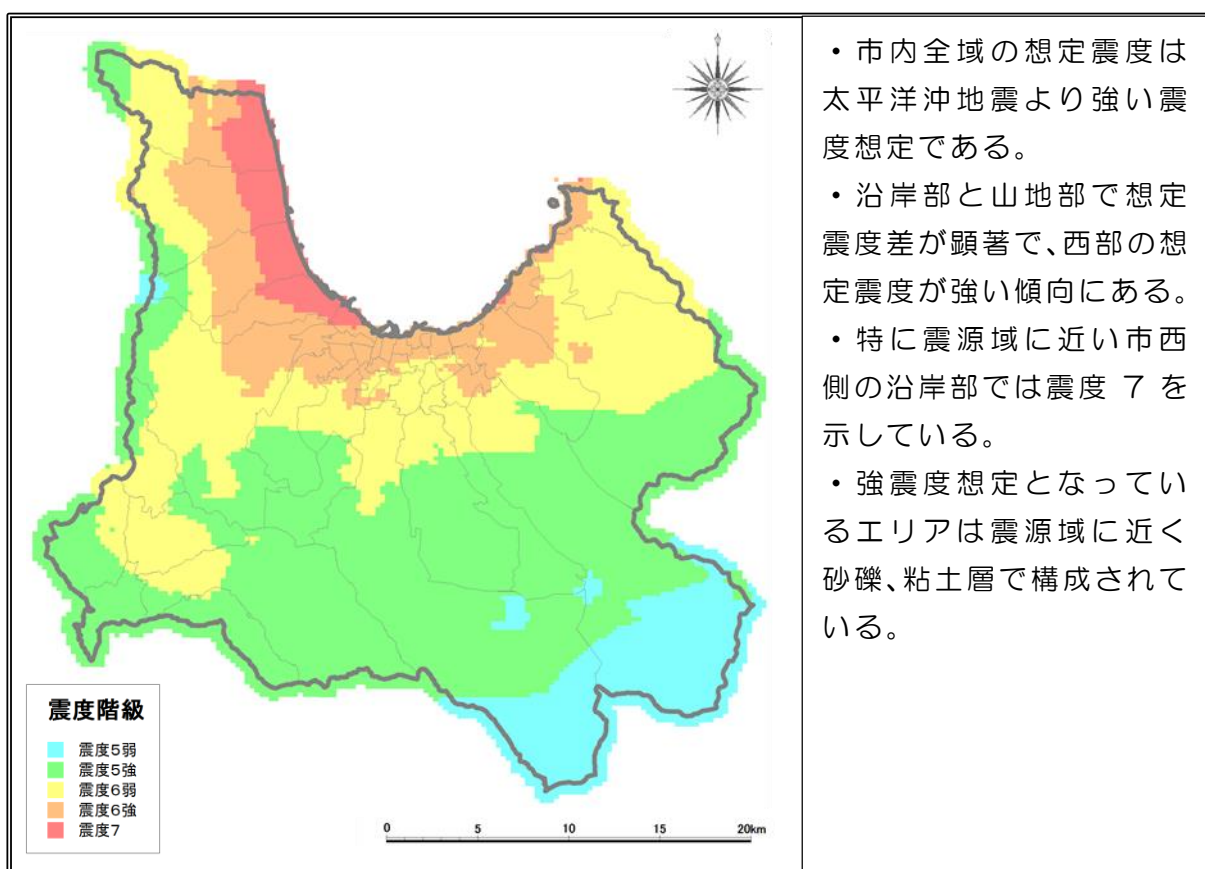 ・市内全域の想定震度は
太平洋沖地震より強い震
度想定である。
・沿岸部と山地部で想定
震度差が顕著で、西部の想
定震度が強い傾向にある。
・特に震源域に近い市西
側の沿岸部では震度 7 を
示している。
・強震度想定となってい
るエリアは震源域に近く
砂礫、粘土層で構成されて
いる。
震度階級
震度5弱
震度5強
震度6弱
震度6強
震度7
0 5 10 15 20km